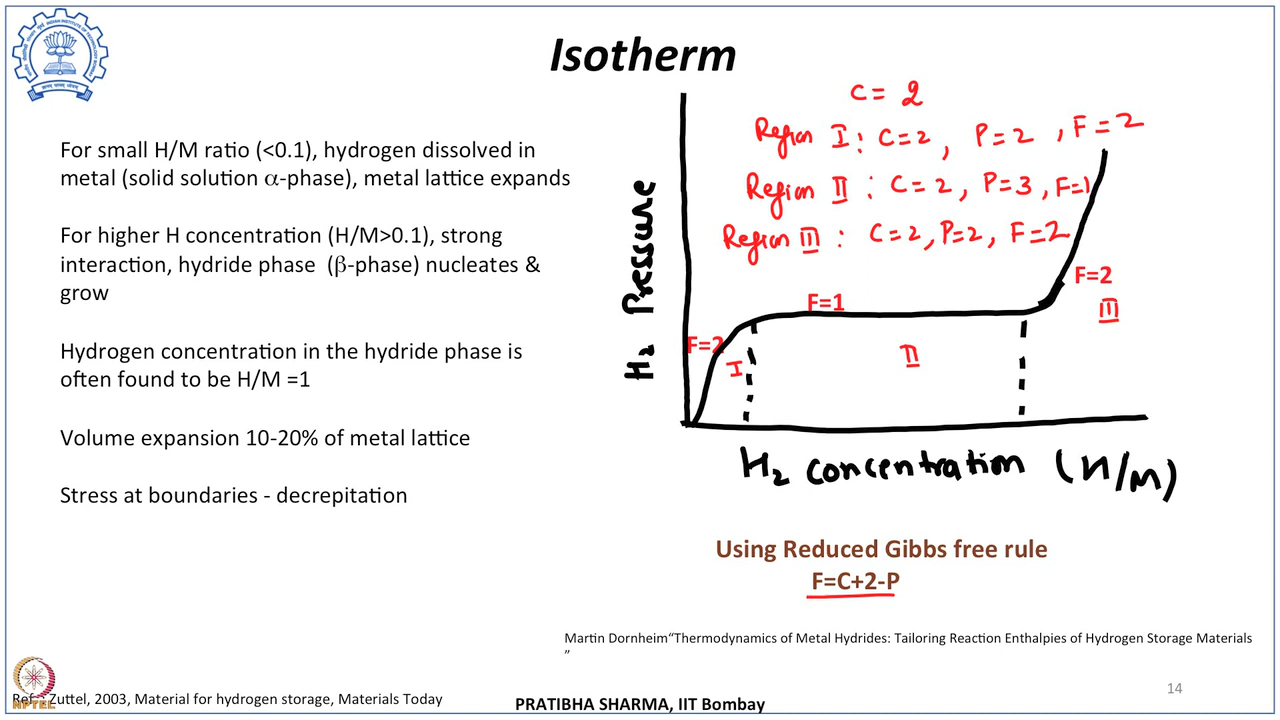 Isotherm
For small H/M ratio (<0.1), hydrogen dissolved in
metal (solid solution α-phase), metal lattice expands
For higher H concentration (H/M>0.1), strong
interaction, hydride phase (β-phase) nucleates &
grow
Hydrogen concentration in the hydride phase is
often found to be H/M =1
Volume expansion 10-20% of metal lattice
Stress at boundaries - decrepitation
C = 2
Region I : C=2, P=2, F=2
Region II : C=2, P=3, F=1
Region III : C=2, P=2, F=2
H₂ Pressure
F=2
I
F=1
II
F=2
III
H₂ concentration (H/M)
Using Reduced Gibbs free rule
F=C+2-P
Martin Dornheim“Thermodynamics of Metal Hydrides: Tailoring Reaction Enthalpies of Hydrogen Storage Materials
”
14
Ref - Zuttel, 2003, Material for hydrogen storage, Materials Today
NPTEL
PRATIBHA SHARMA, IIT Bombay